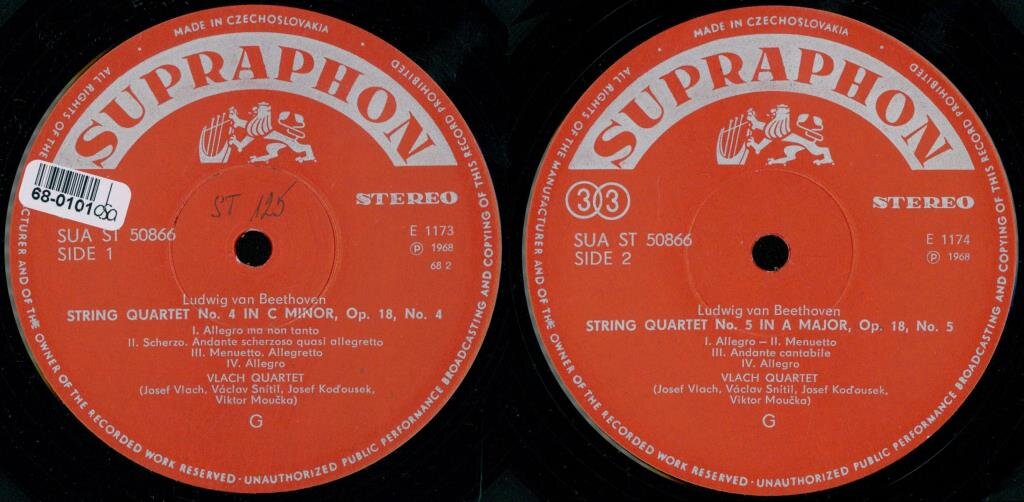 MADE IN CZECHOSLOVAKIA
ALL RIGHTS OF THE MANUFACTURER AND OF THE OWNER OF THE RECORDED WORK RESERVED · UNAUTHORIZED PUBLIC PERFORMANCE BROADCASTING AND COPYING OF THIS RECORD PROHIBITED
SUPRAPHON
68-0101 osa
ST 125
STEREO
SUA ST 50866
SIDE 1
E 1173
Ⓟ 1968
68 2
Ludwig van Beethoven
STRING QUARTET No. 4 IN C MINOR, Op. 18, No. 4
I. Allegro ma non tanto
II. Scherzo. Andante scherzoso quasi allegretto
III. Menuetto. Allegretto
IV. Allegro
VLACH QUARTET
(Josef Vlach, Václav Snítil, Josef Koďousek,
Viktor Moučka)
G
MADE IN CZECHOSLOVAKIA
ALL RIGHTS OF THE MANUFACTURER AND OF THE OWNER OF THE RECORDED WORK RESERVED · UNAUTHORIZED PUBLIC PERFORMANCE BROADCASTING AND COPYING OF THIS RECORD PROHIBITED
SUPRAPHON
33
STEREO
SUA ST 50866
SIDE 2
E 1174
Ⓟ 1968
Ludwig van Beethoven
STRING QUARTET No. 5 IN A MAJOR, Op. 18, No. 5
I. Allegro – II. Menuetto
III. Andante cantabile
IV. Allegro
VLACH QUARTET
(Josef Vlach, Václav Snítil, Josef Koďousek,
Viktor Moučka)
G